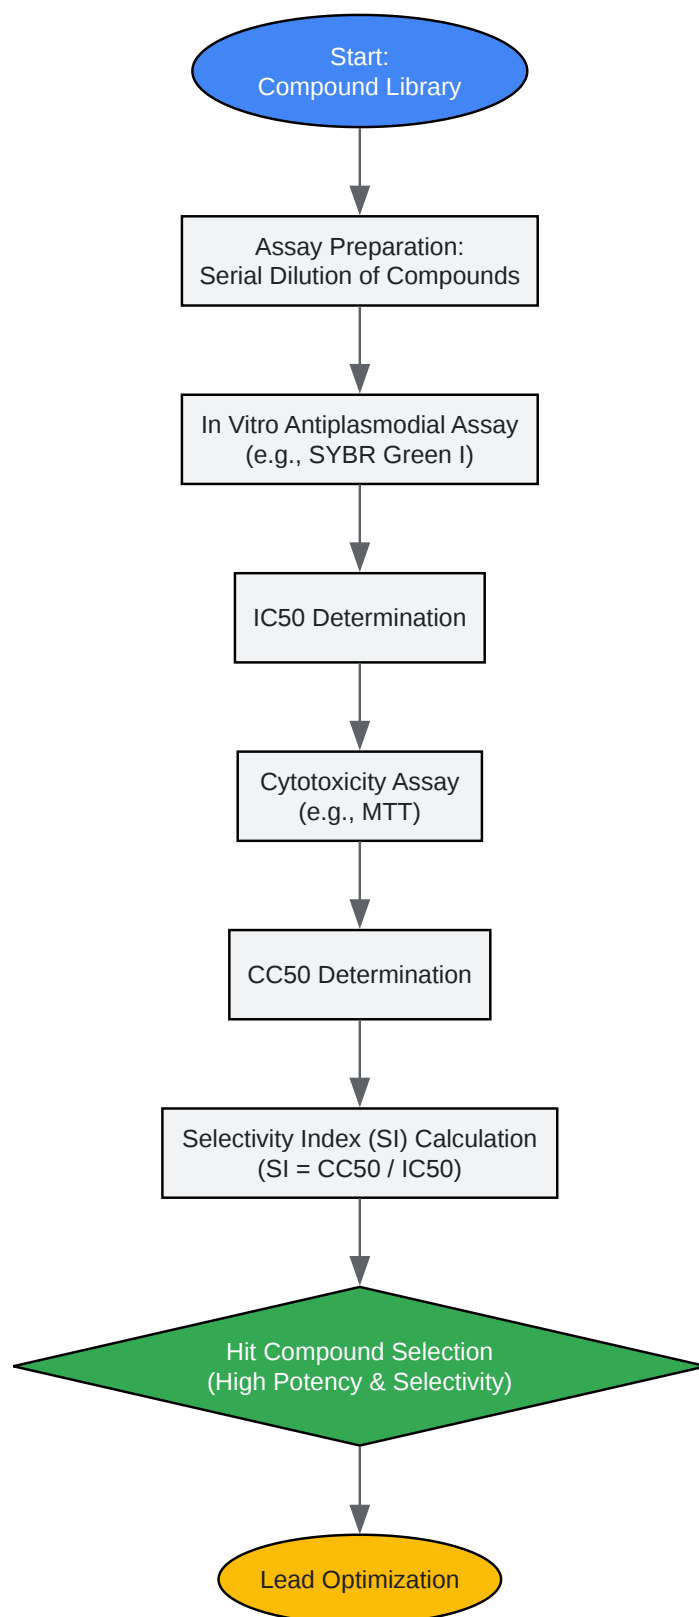 Start:
Compound Library
Assay Preparation:
Serial Dilution of Compounds
In Vitro Antiplasmodial Assay
(e.g., SYBR Green I)
IC50 Determination
Cytotoxicity Assay
(e.g., MTT)
CC50 Determination
Selectivity Index (SI) Calculation
(SI = CC50 / IC50)
Hit Compound Selection
(High Potency & Selectivity)
Lead Optimization